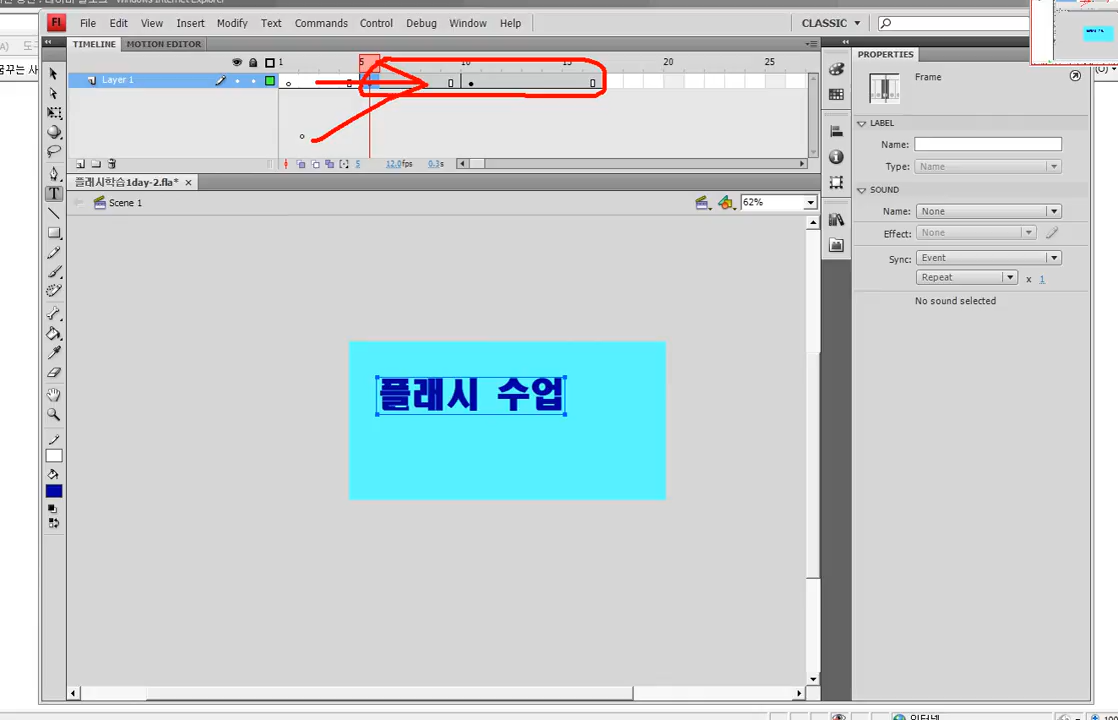 Fl File Edit View Insert Modify Text Commands Control Debug Window Help CLASSIC
TIMELINE MOTION EDITOR
1 5 10 15 20 25
Layer 1
5 12.0fps 0.3s
플래시학습1day-2.fla*
Scene 1
62%
플래시 수업
PROPERTIES
Frame
LABEL
Name:
Type: Name
SOUND
Name: None
Effect: None
Sync: Event
Repeat x 1
No sound selected